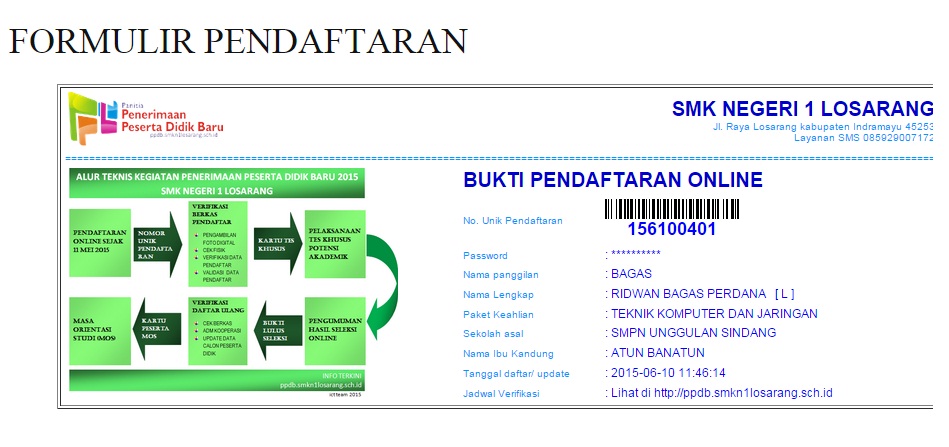 FORMULIR PENDAFTARAN
Panitia
Penerimaan
Peserta Didik Baru
ppdb.smkn1losarang.sch.id
SMK NEGERI 1 LOSARANG
Jl. Raya Losarang kabupaten Indramayu 45253
Layanan SMS 085929007172
ALUR TEKNIS KEGIATAN PENERIMAAN PESERTA DIDIK BARU 2015
SMK NEGERI 1 LOSARANG
PENDAFTARAN
ONLINE SEJAK
11 MEI 2015
NOMOR
UNIK
PENDAFTA
RAN
VERIFIKASI
BERKAS
PENDAFTAR
• PENGAMBILAN
FOTO DIGITAL
• CEK FISIK
• VERIFIKASI DATA
PENDAFTAR
• VALIDASI DATA
PENDAFTAR
KARTU TES
KHUSUS
PELAKSANAAN
TES KHUSUS
POTENSI
AKADEMIK
MASA
ORIENTASI
STUDI (MOS)
KARTU
PESERTA
MOS
VERIFIKASI
DAFTAR ULANG
• CEK BERKAS
• ADM KOOPERASI
• UPDATE DATA
CALON PESERTA
DIDIK
BUKTI
LULUS
SELEKSI
PENGUMUMAN
HASIL SELEKSI
ONLINE
INFO TERKINI
ppdb.smkn1losarang.sch.id
ict team 2015
BUKTI PENDAFTARAN ONLINE
No. Unik Pendaftaran
156100401
Password : **********
Nama panggilan : BAGAS
Nama Lengkap : RIDWAN BAGAS PERDANA [ L ]
Paket Keahlian : TEKNIK KOMPUTER DAN JARINGAN
Sekolah asal : SMPN UNGGULAN SINDANG
Nama Ibu Kandung : ATUN BANATUN
Tanggal daftar/ update : 2015-06-10 11:46:14
Jadwal Verifikasi : Lihat di http://ppdb.smkn1losarang.sch.id